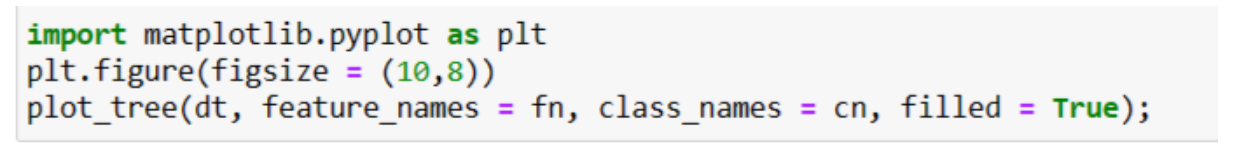 import matplotlib.pyplot as plt
plt.figure(figsize = (10,8))
plot_tree(dt, feature_names = fn, class_names = cn, filled = True);